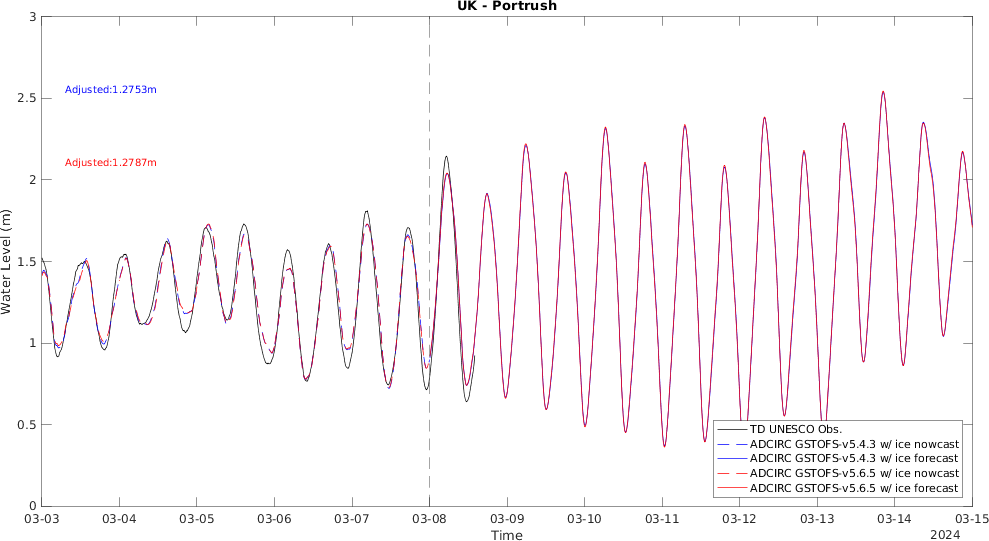 UK - Portrush
3
2.5
2
1.5
1
0.5
0
Water Level (m)
Adjusted:1.2753m
Adjusted:1.2787m
TD UNESCO Obs.
ADCIRC GSTOFS-v5.4.3 w/ ice nowcast
ADCIRC GSTOFS-v5.4.3 w/ ice forecast
ADCIRC GSTOFS-v5.6.5 w/ ice nowcast
ADCIRC GSTOFS-v5.6.5 w/ ice forecast
03-03 03-04 03-05 03-06 03-07 03-08 03-09 03-10 03-11 03-12 03-13 03-14 03-15
Time
2024